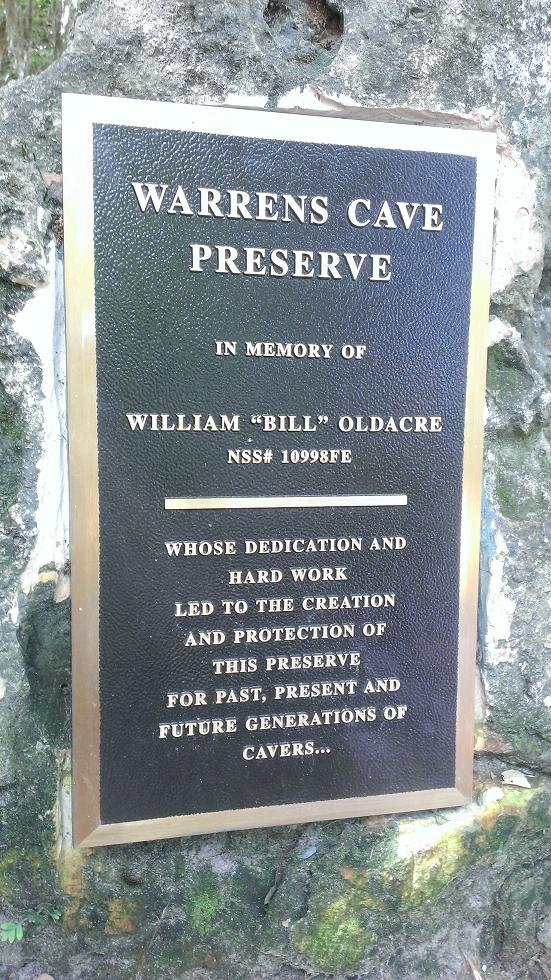 WARRENS CAVE
PRESERVE
IN MEMORY OF
WILLIAM “BILL” OLDACRE
NSS# 10998FE
WHOSE DEDICATION AND
HARD WORK
LED TO THE CREATION
AND PROTECTION OF
THIS PRESERVE
FOR PAST, PRESENT AND
FUTURE GENERATIONS OF
CAVERS...